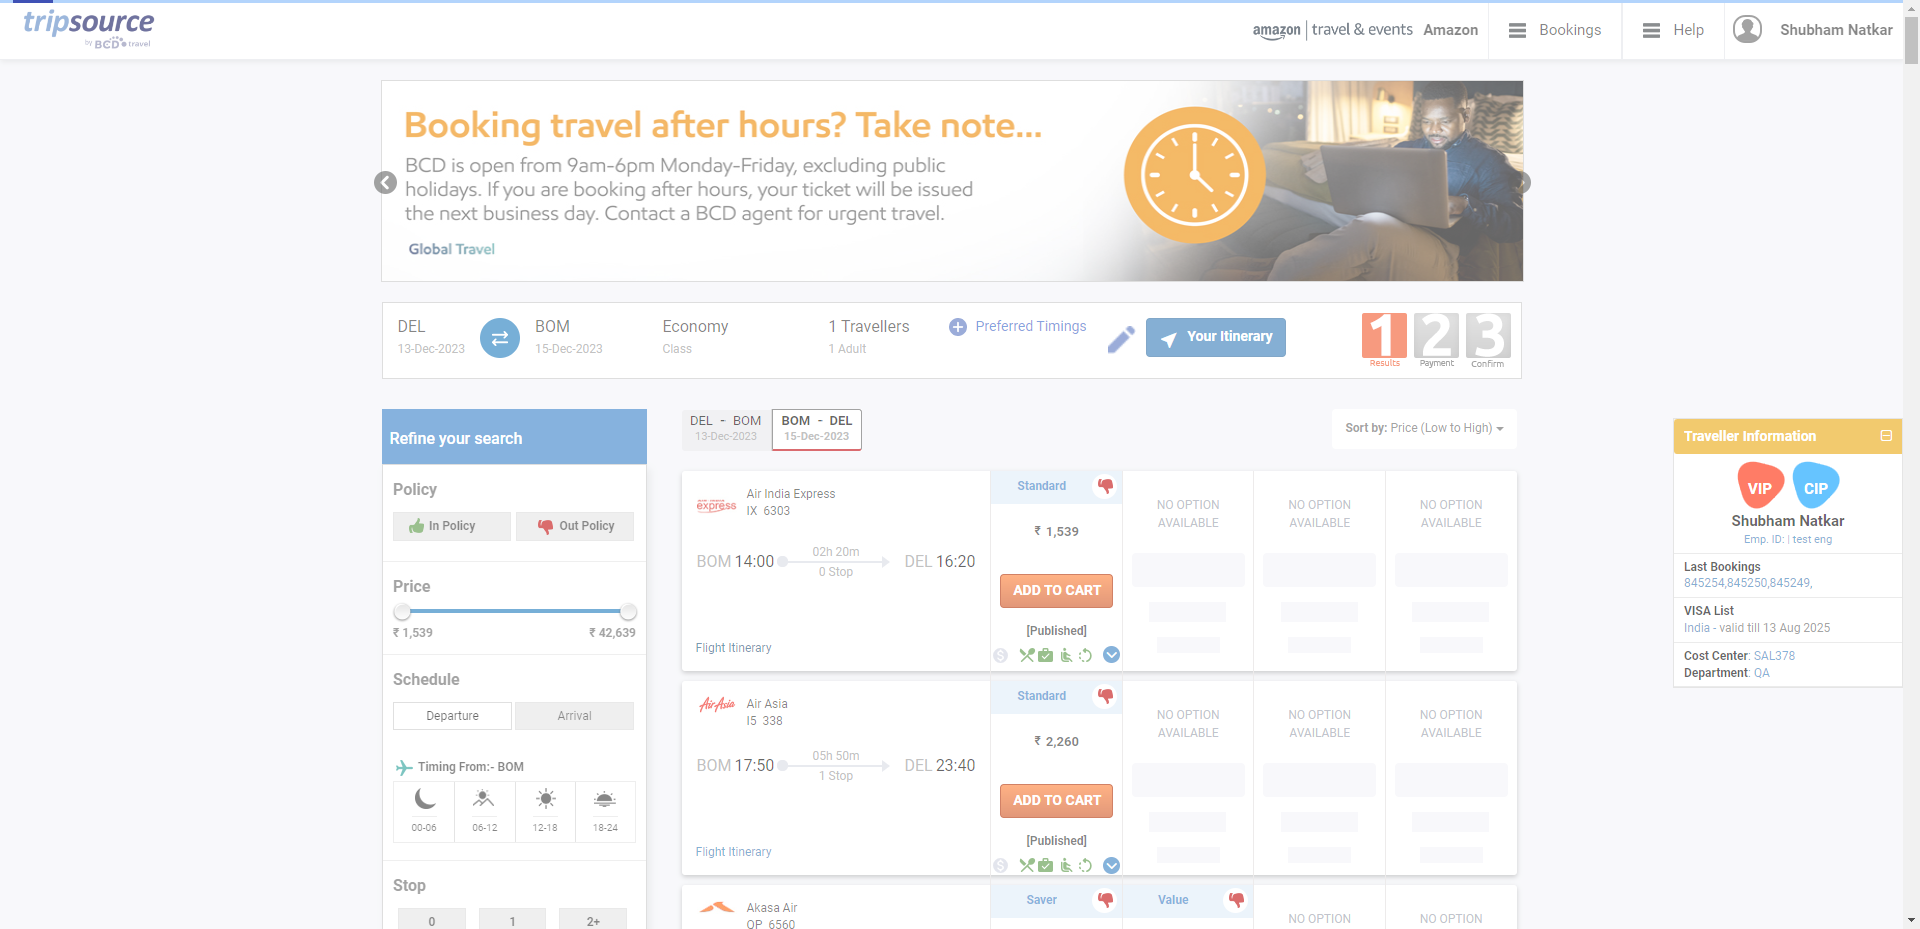 tripsource
by BCD travel
amazon | travel & events Amazon
Bookings
Help
Shubham Natkar
Booking travel after hours? Take note...
BCD is open from 9am-6pm Monday-Friday, excluding public
holidays. If you are booking after hours, your ticket will be issued
the next business day. Contact a BCD agent for urgent travel.
Global Travel
DEL
13-Dec-2023
BOM
15-Dec-2023
Economy
Class
1 Travellers
1 Adult
Preferred Timings
Your Itinerary
1
Results
2
Payment
3
Confirm
Refine your search
Policy
In Policy
Out Policy
Price
₹ 1,539
₹ 42,639
Schedule
Departure
Arrival
Timing From:- BOM
00-06
06-12
12-18
18-24
Stop
0
1
2+
DEL - BOM
13-Dec-2023
BOM - DEL
15-Dec-2023
Sort by: Price (Low to High)
express
Air India Express
IX 6303
BOM 14:00
02h 20m
0 Stop
DEL 16:20
Flight Itinerary
Standard
₹ 1,539
ADD TO CART
[Published]
NO OPTION
AVAILABLE
NO OPTION
AVAILABLE
NO OPTION
AVAILABLE
AirAsia
Air Asia
I5 338
BOM 17:50
05h 50m
1 Stop
DEL 23:40
Flight Itinerary
Standard
₹ 2,260
ADD TO CART
[Published]
NO OPTION
AVAILABLE
NO OPTION
AVAILABLE
NO OPTION
AVAILABLE
Akasa Air
QP 6560
Saver
Value
NO OPTION
NO OPTION
Traveller Information
VIP
CIP
Shubham Natkar
Emp. ID: | test eng
Last Bookings
845254,845250,845249,
VISA List
India - valid till 13 Aug 2025
Cost Center: SAL378
Department: QA